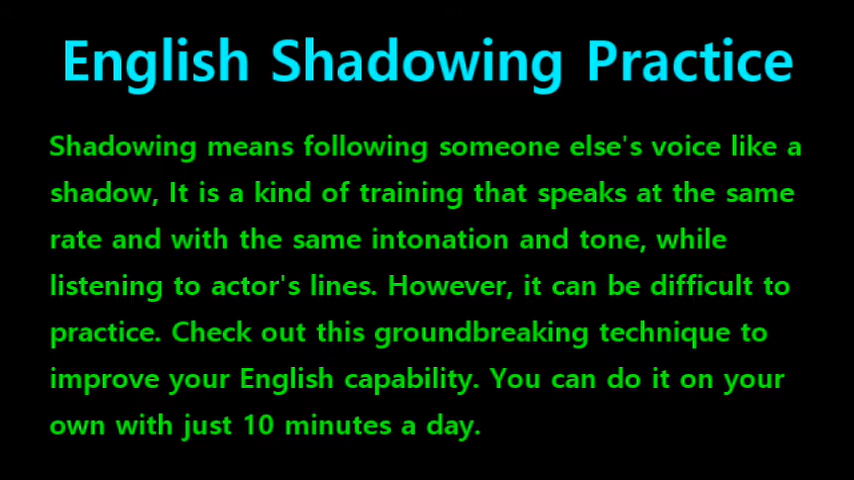 English Shadowing Practice
Shadowing means following someone else's voice like a
shadow, It is a kind of training that speaks at the same
rate and with the same intonation and tone, while
listening to actor's lines. However, it can be difficult to
practice. Check out this groundbreaking technique to
improve your English capability. You can do it on your
own with just 10 minutes a day.